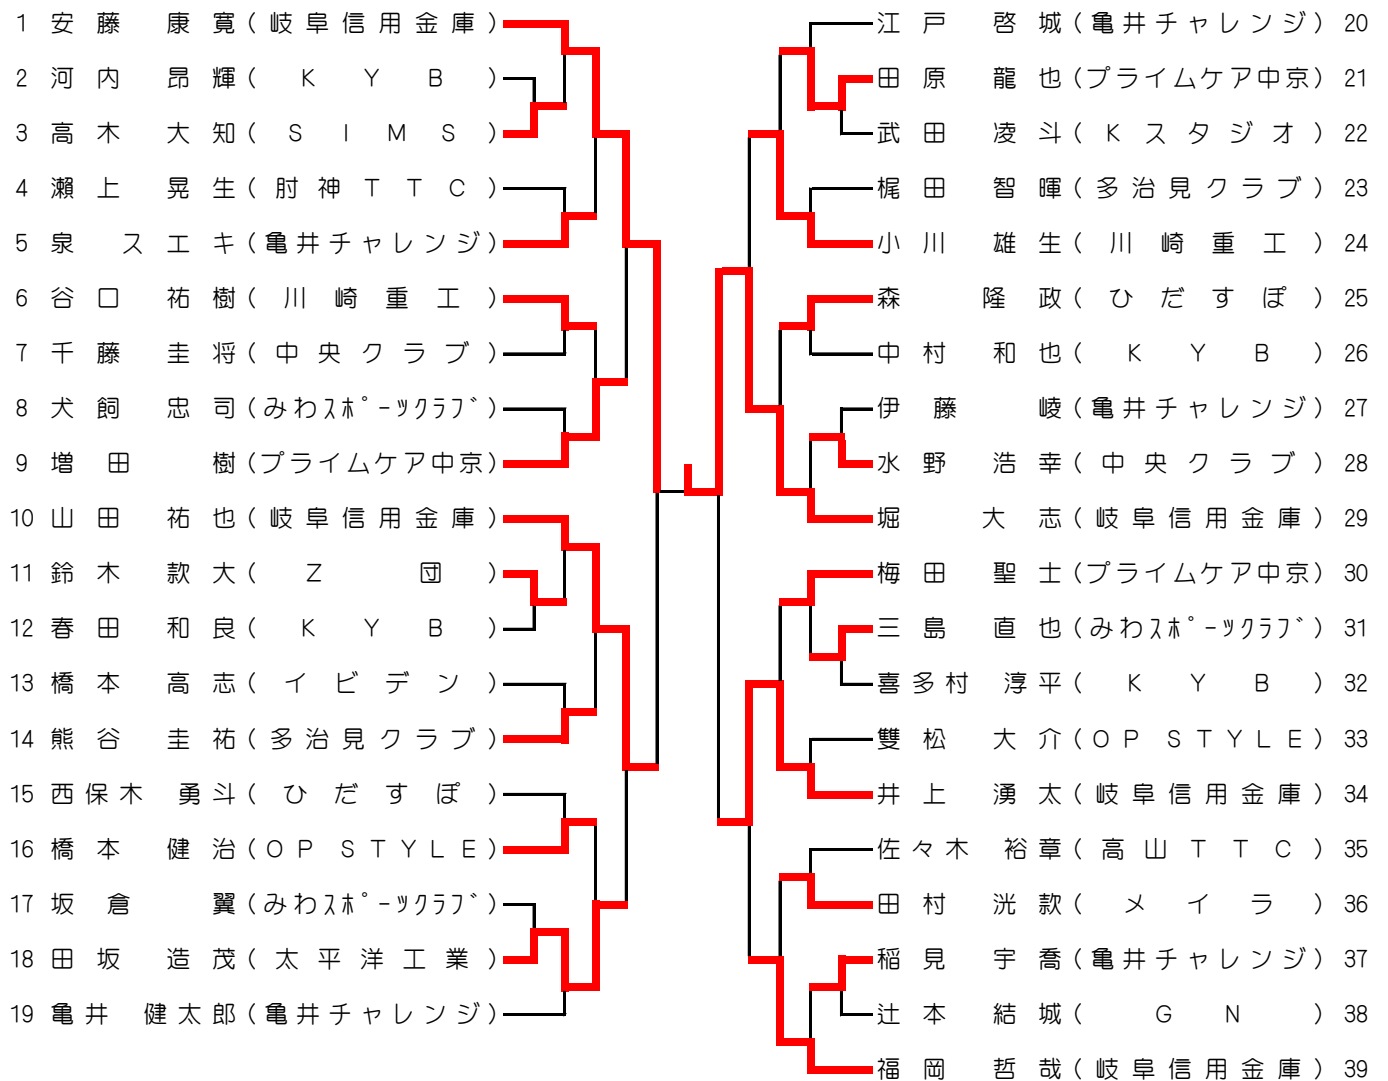 1 安藤 康寛(岐阜信用金庫)
2 河内 昂輝(KYB)
3 高木 大知(SIMS)
4 瀬上 晃生(肘神TTC)
5 泉 スエキ(亀井チャレンジ)
6 谷口 祐樹(川崎重工)
7 千藤 圭将(中央クラブ)
8 犬飼 忠司(みわｽﾎﾟｰﾂｸﾗﾌﾞ)
9 増田 樹(プライムケア中京)
10 山田 祐也(岐阜信用金庫)
11 鈴木 款大(Z団)
12 春田 和良(KYB)
13 橋本 高志(イビデン)
14 熊谷 圭祐(多治見クラブ)
15 西保木 勇斗(ひだすぽ)
16 橋本 健治(OP STYLE)
17 坂倉 翼(みわｽﾎﾟｰﾂｸﾗﾌﾞ)
18 田坂 造茂(太平洋工業)
19 亀井 健太郎(亀井チャレンジ)
江戸 啓城(亀井チャレンジ) 20
田原 龍也(プライムケア中京) 21
武田 凌斗(Kスタジオ) 22
梶田 智暉(多治見クラブ) 23
小川 雄生(川崎重工) 24
森 隆政(ひだすぽ) 25
中村 和也(KYB) 26
伊藤 崚(亀井チャレンジ) 27
水野 浩幸(中央クラブ) 28
堀 大志(岐阜信用金庫) 29
梅田 聖士(プライムケア中京) 30
三島 直也(みわｽﾎﾟｰﾂｸﾗﾌﾞ) 31
喜多村 淳平(KYB) 32
雙松 大介(OP STYLE) 33
井上 湧太(岐阜信用金庫) 34
佐々木 裕章(高山TTC) 35
田村 洸款(メイラ) 36
稲見 宇喬(亀井チャレンジ) 37
辻本 結城(GN) 38
福岡 哲哉(岐阜信用金庫) 39